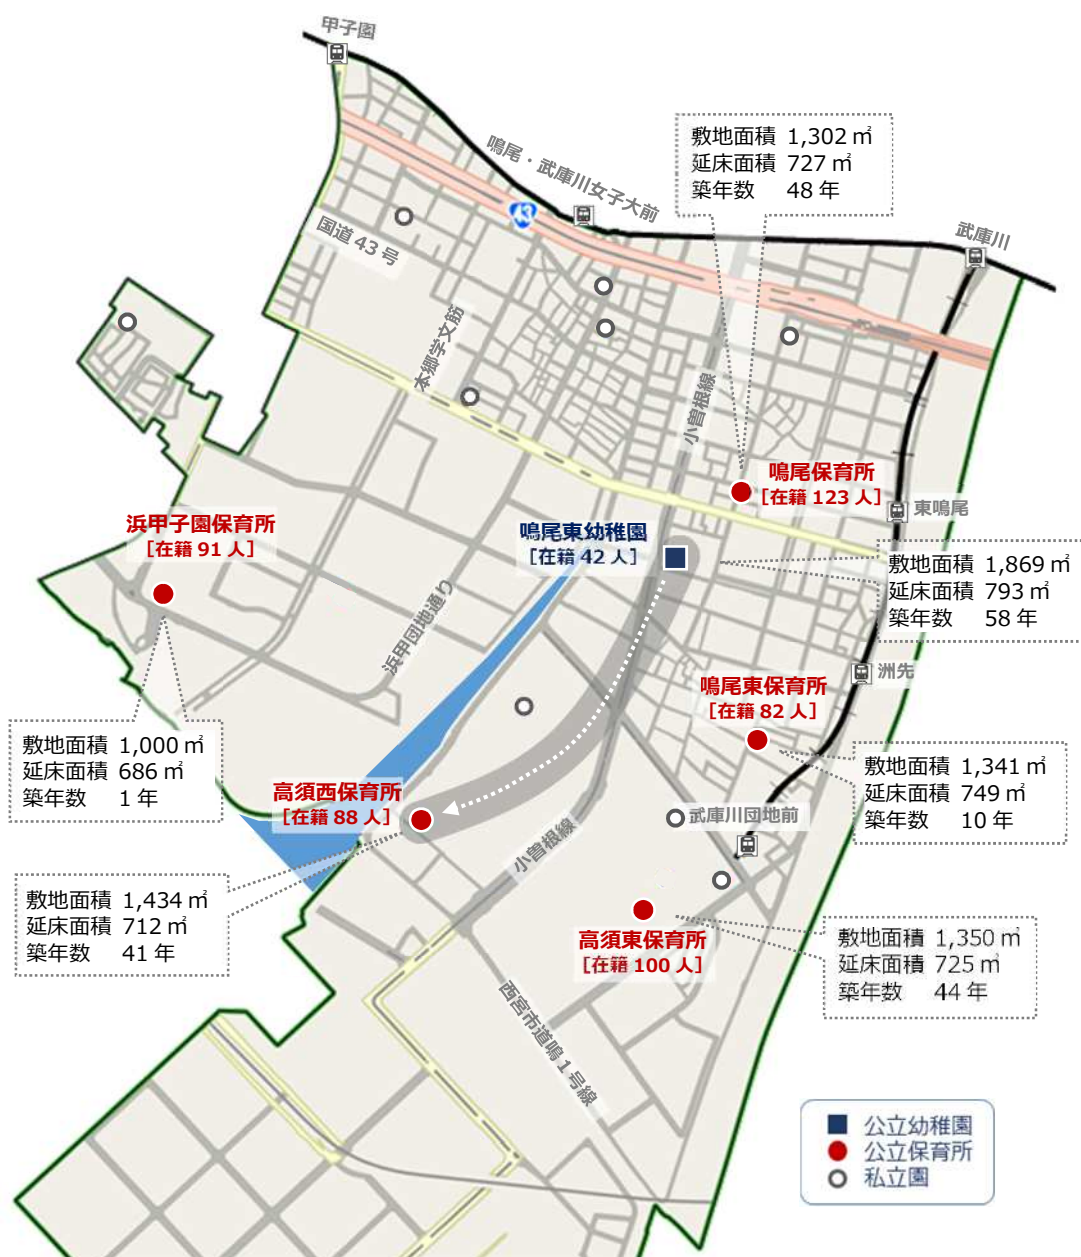 甲子園
敷地面積 1,302 ㎡
延床面積 727 ㎡
築年数 48 年
鳴尾・武庫川女子大前
43
国道 43 号
武庫川
本郷学文筋
小曽根線
鳴尾保育所
[在籍 123 人]
東鳴尾
浜甲子園保育所
[在籍 91 人]
鳴尾東幼稚園
[在籍 42 人]
敷地面積 1,869 ㎡
延床面積 793 ㎡
築年数 58 年
浜甲団地通り
洲先
鳴尾東保育所
[在籍 82 人]
敷地面積 1,000 ㎡
延床面積 686 ㎡
築年数 1 年
敷地面積 1,341 ㎡
延床面積 749 ㎡
築年数 10 年
高須西保育所
[在籍 88 人]
武庫川団地前
小曽根線
敷地面積 1,434 ㎡
延床面積 712 ㎡
築年数 41 年
高須東保育所
[在籍 100 人]
敷地面積 1,350 ㎡
延床面積 725 ㎡
築年数 44 年
西宮市道鳴 1 号線
公立幼稚園
公立保育所
私立園